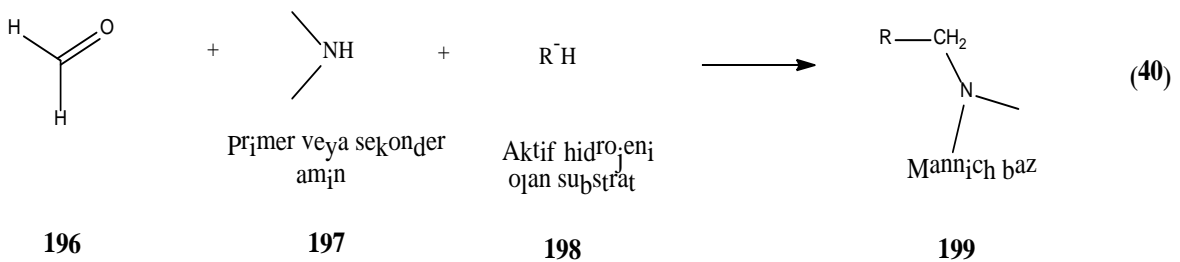 H
O
H
+
NH
+
R-H
R
CH2
N
(40)
Primer veya sekonder
amin
Aktif hidrojeni
olan substrat
Mannich baz
196
197
198
199